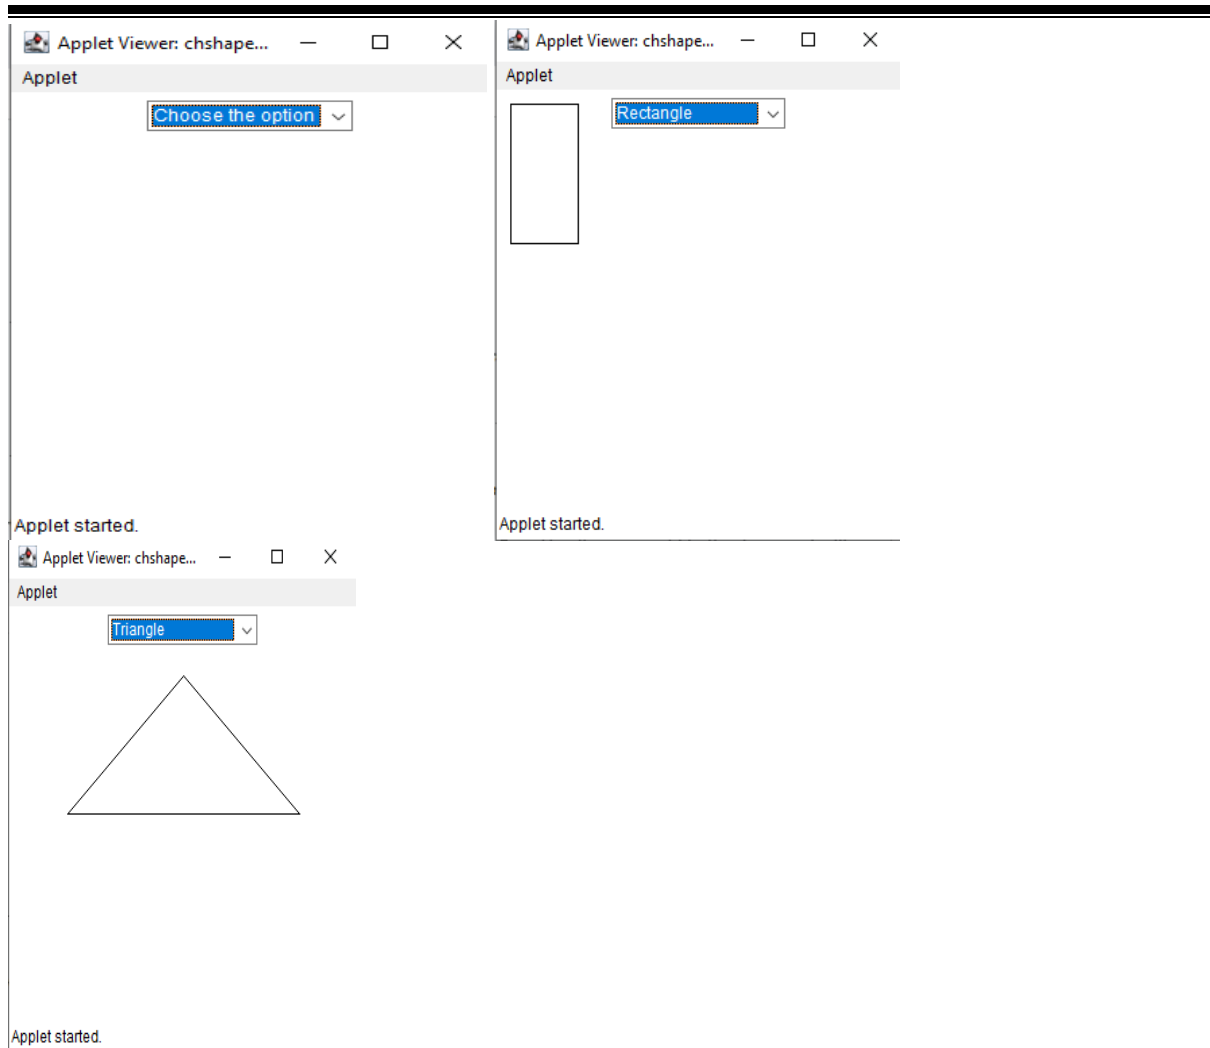 Applet Viewer: chshape...
Applet
Choose the option
Applet started.
Applet Viewer: chshape...
Applet
Rectangle
Applet started.
Applet Viewer: chshape...
Applet
Triangle
Applet started.